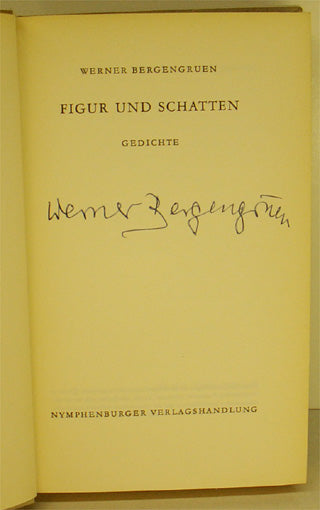 WERNER BERGENGRUEN
FIGUR UND SCHATTEN
GEDICHTE
Werner Bergengruen
NYMPHENBURGER VERLAGSHANDLUNG